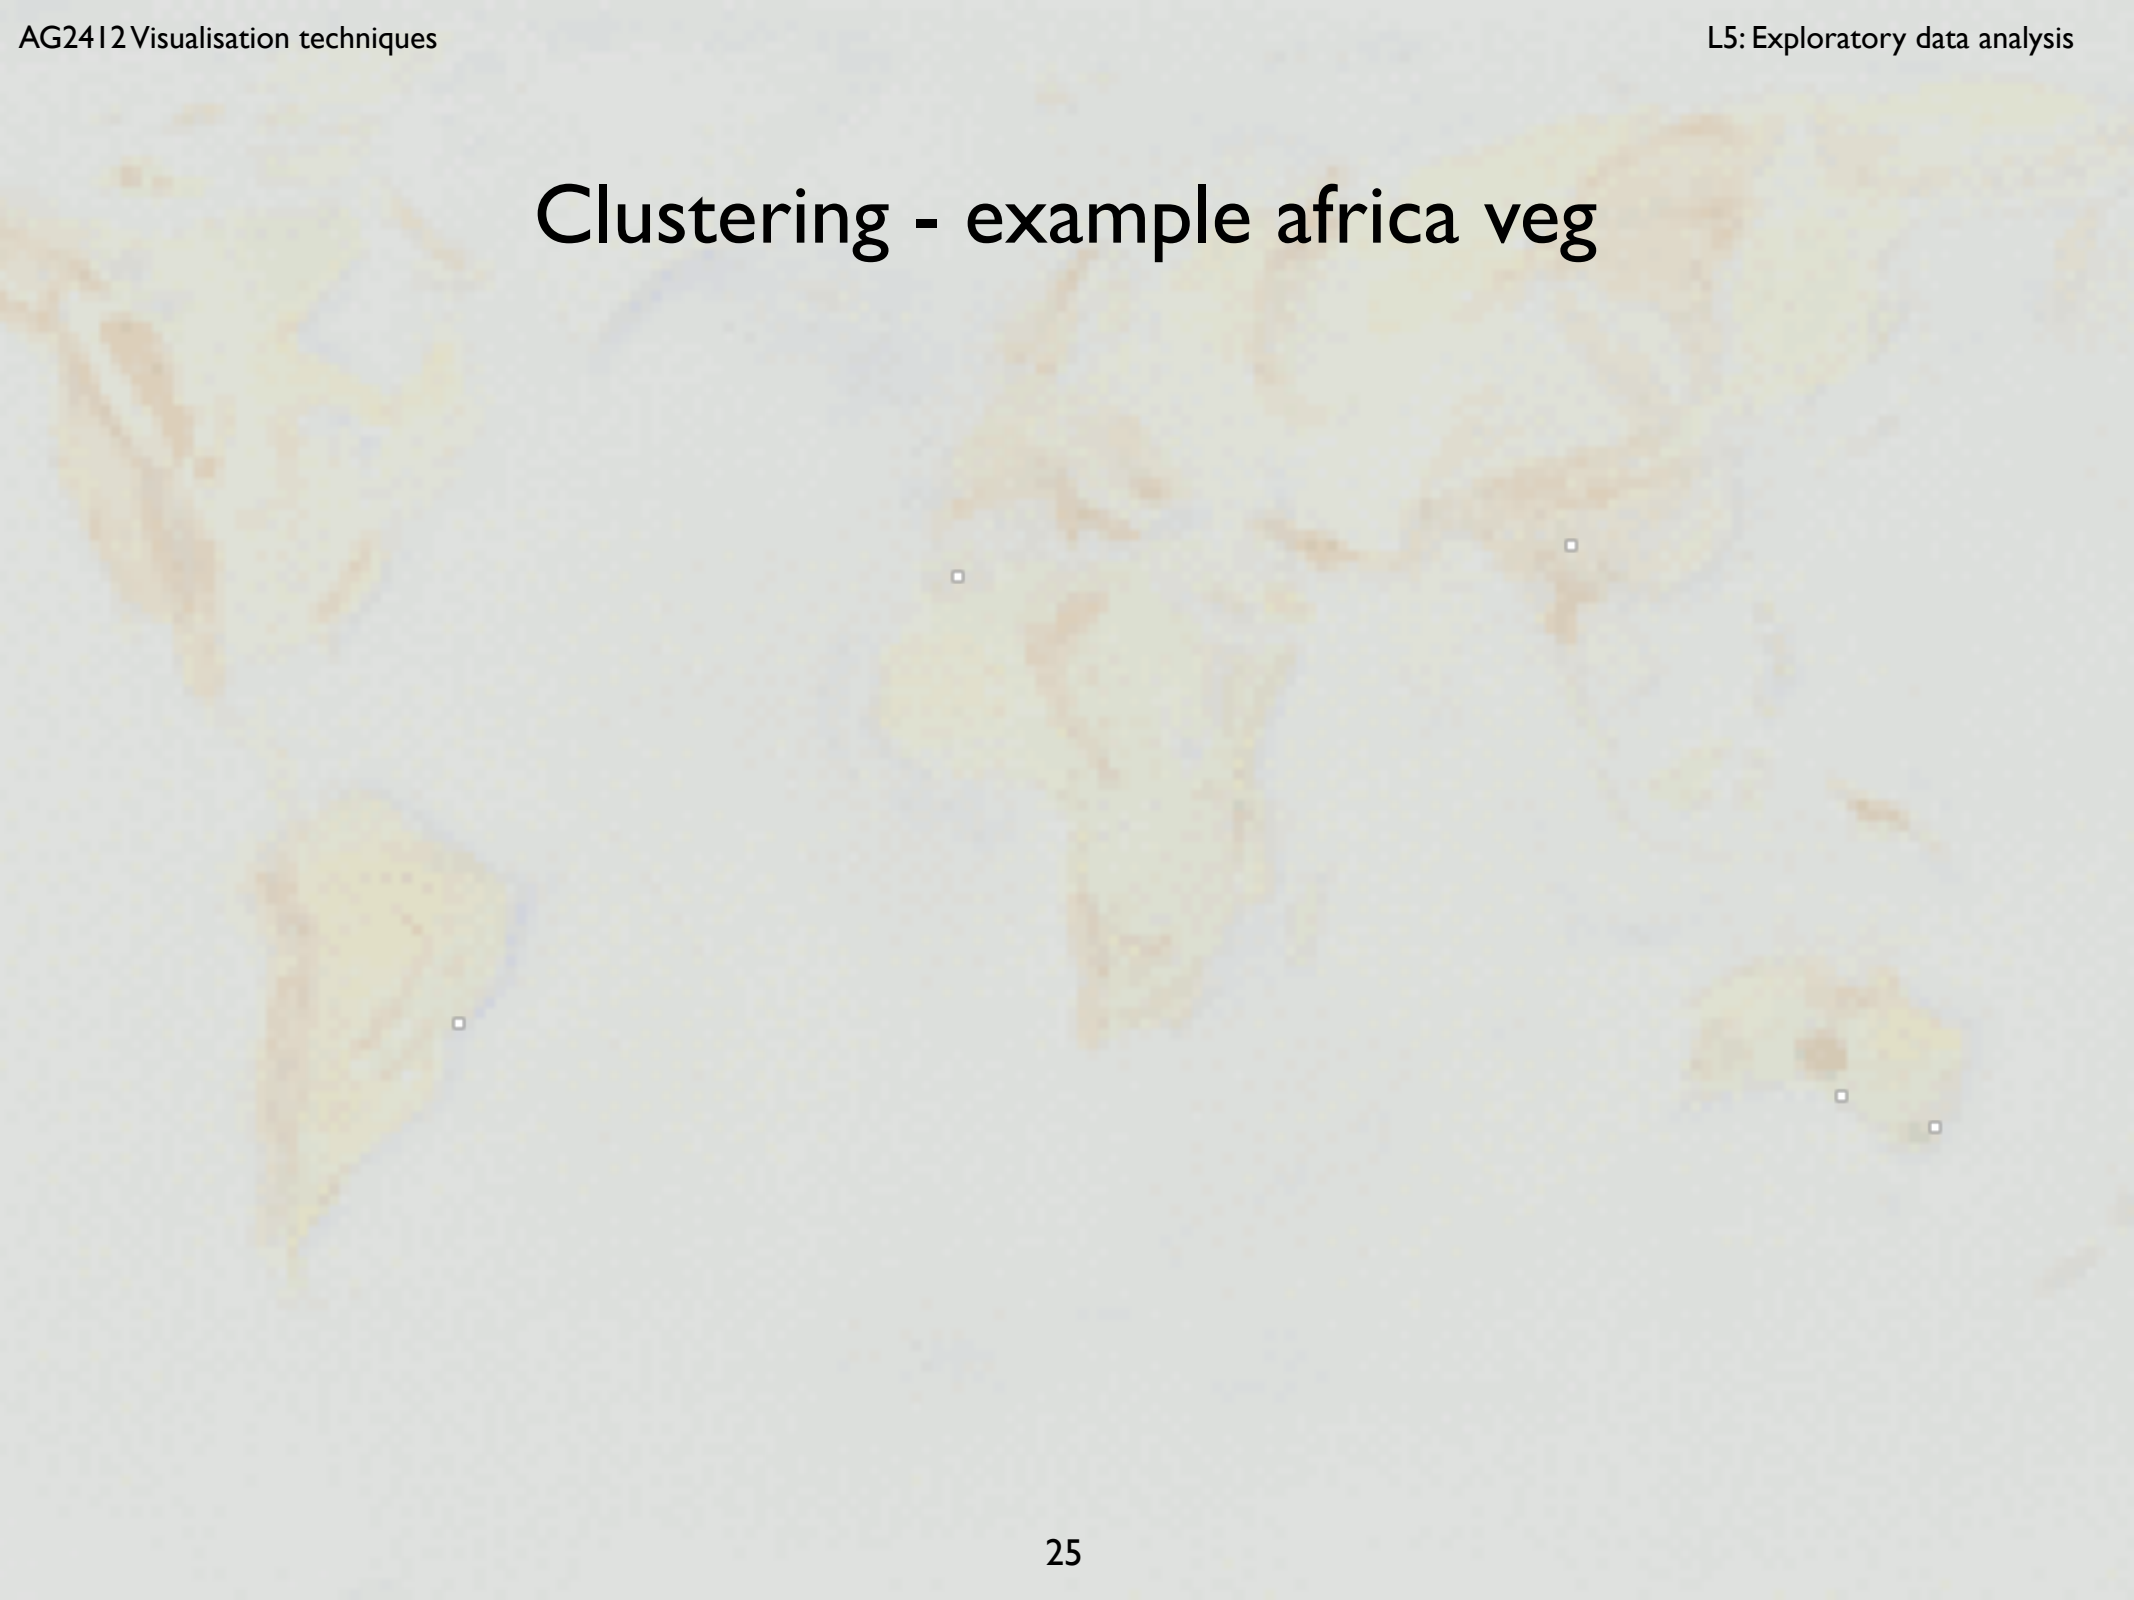 AG2412 Visualisation techniques
L5: Exploratory data analysis
Clustering - example africa veg
25